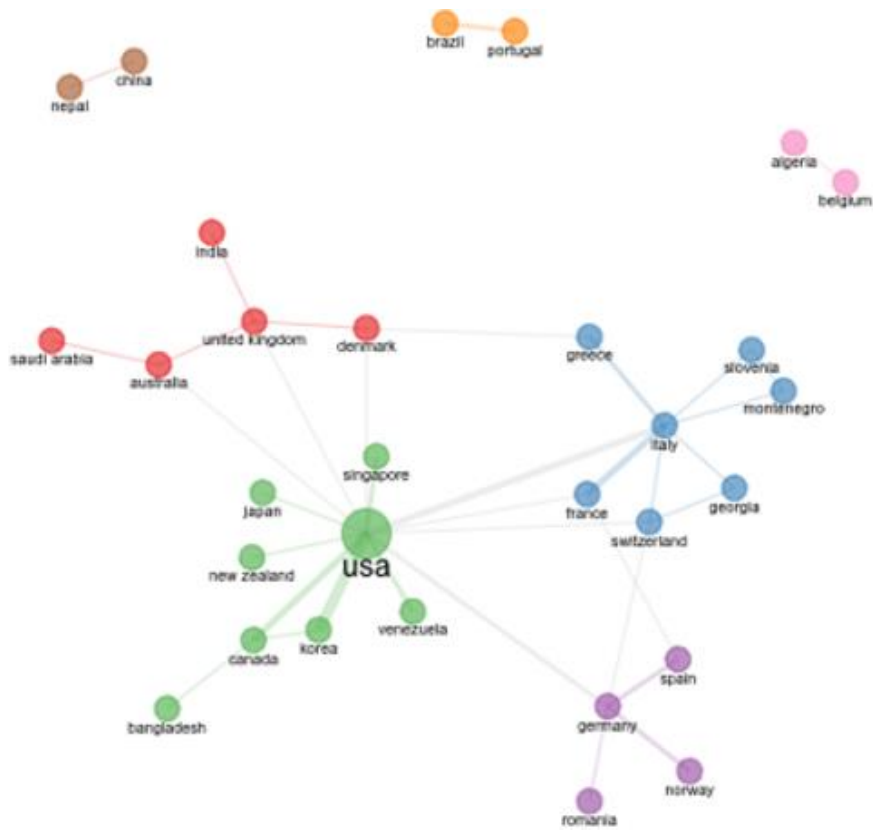 brazil
portugal
china
nepal
algeria
belgium
india
united kingdom
denmark
saudi arabia
australia
greece
slovenia
montenegro
italy
singapore
japan
france
georgia
switzerland
usa
new zealand
venezuela
korea
canada
spain
bangladesh
germany
norway
romania